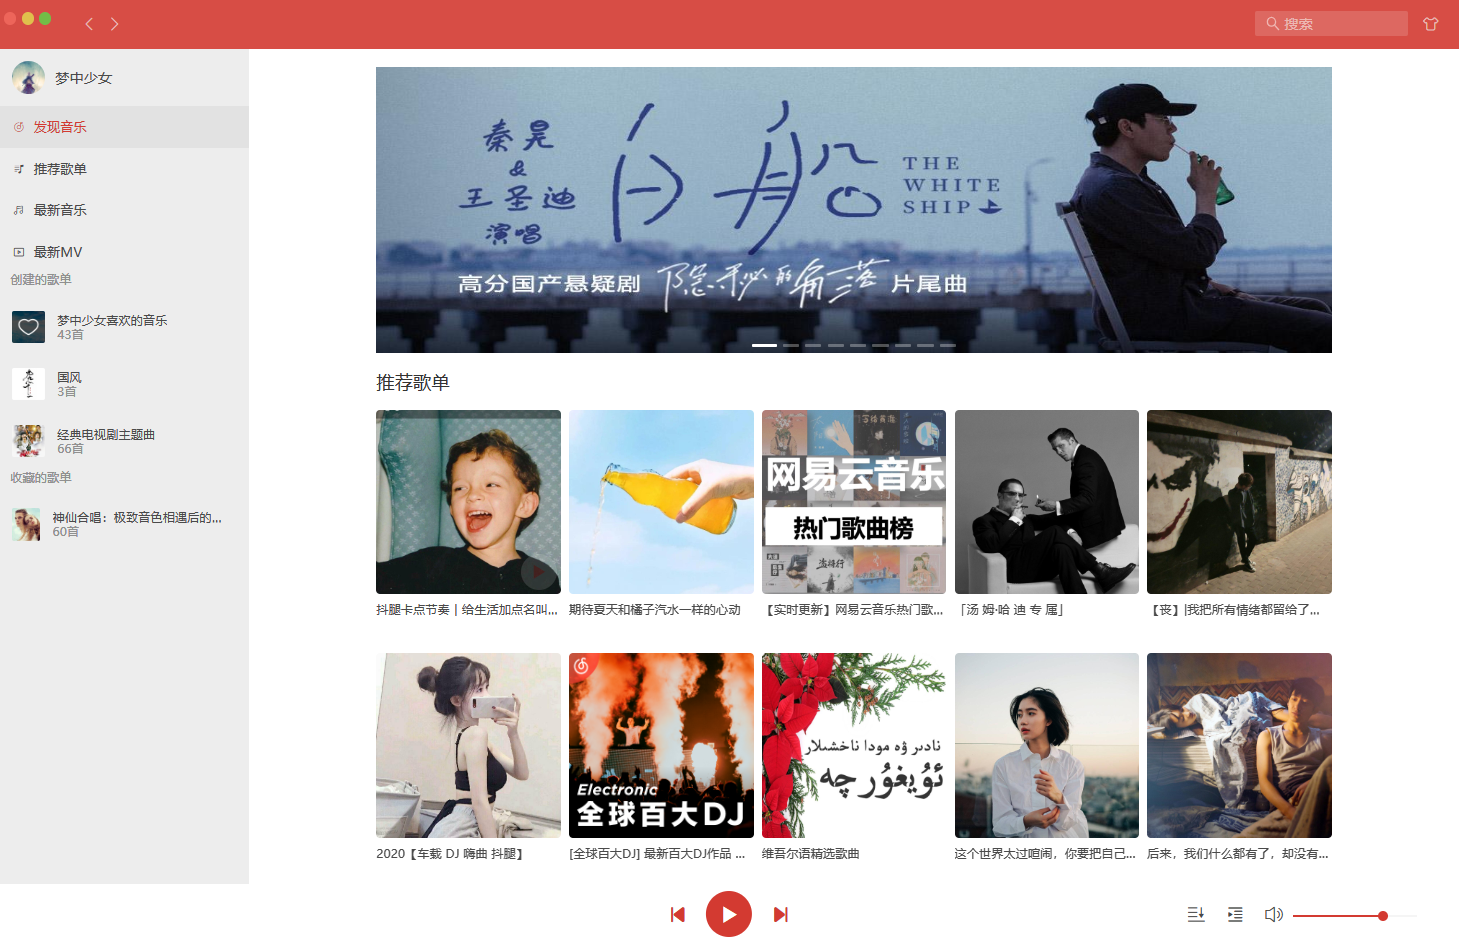 搜索
梦中少女
发现音乐
推荐歌单
最新音乐
最新MV
创建的歌单
梦中少女喜欢的音乐
43首
国风
3首
经典电视剧主题曲
66首
收藏的歌单
神仙合唱：极致音色相遇后的...
60首
秦昊
&
王圣迪
演唱
白船
THE
WHITE
SHIP
高分国产悬疑剧 隐秘的角落 片尾曲
推荐歌单
网易云音乐
热门歌曲榜
抖腿卡点节奏丨给生活加点名叫...
期待夏天和橘子汽水一样的心动
【实时更新】网易云音乐热门歌...
「汤 姆·哈 迪 专 属」
【丧】|我把所有情绪都留给了...
Electronic
全球百大DJ
نادىر ۋە مودا ناخشىلار
ئۇيغۇرچە
2020【车载 DJ 嗨曲 抖腿】
[全球百大DJ] 最新百大DJ作品 ...
维吾尔语精选歌曲
这个世界太过喧闹，你要把自己...
后来，我们什么都有了，却没有...